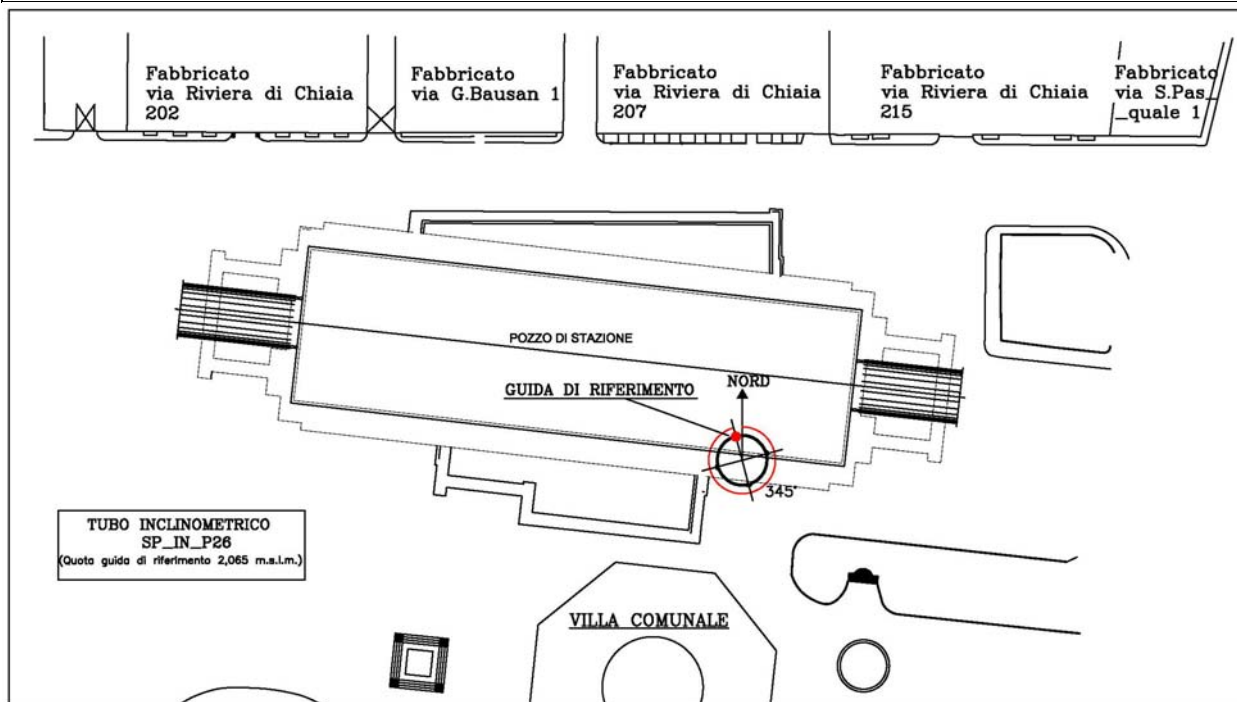 Fabbricato
via Riviera di Chiaia
202
Fabbricato
via G.Bausan 1
Fabbricato
via Riviera di Chiaia
207
Fabbricato
via Riviera di Chiaia
215
Fabbricato
via S.Pas_
_quale 1
POZZO DI STAZIONE
GUIDA DI RIFERIMENTO
NORD
345°
TUBO INCLINOMETRICO
SP_IN_P26
(Quota guida di riferimento 2,065 m.s.l.m.)
VILLA COMUNALE